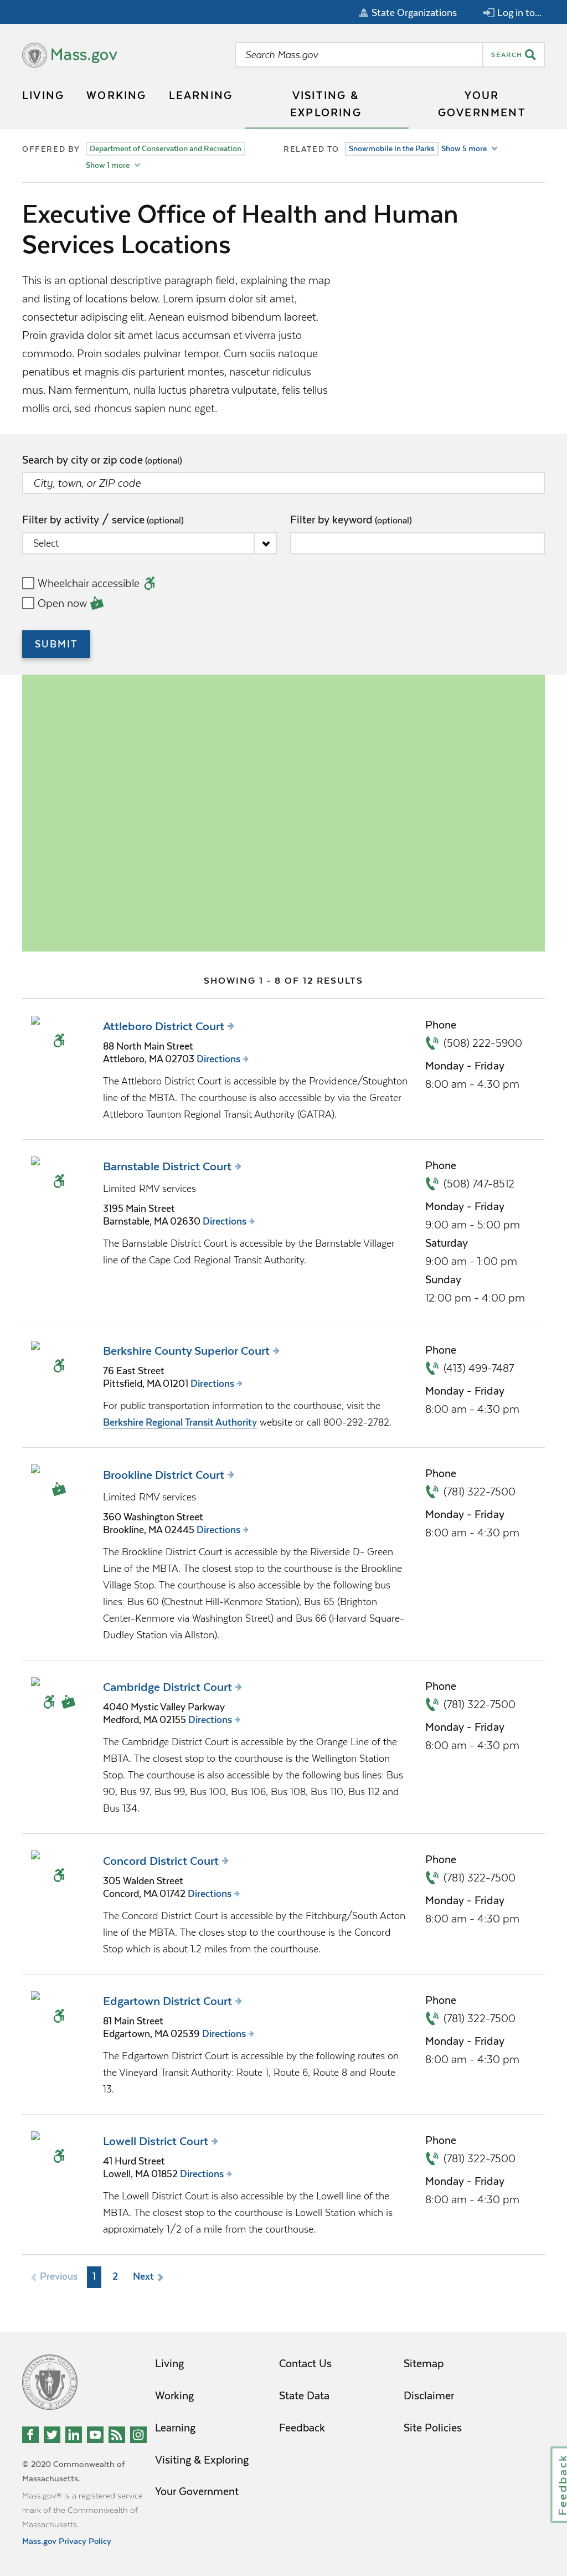 State Organizations
Log in to...
Mass.gov
Search Mass.gov
SEARCH
LIVING
WORKING
LEARNING
VISITING &
EXPLORING
YOUR
GOVERNMENT
OFFERED BY
Department of Conservation and Recreation
Show 1 more
RELATED TO
Snowmobile in the Parks
Show 5 more
Executive Office of Health and Human
Services Locations
This is an optional descriptive paragraph field, explaining the map
and listing of locations below. Lorem ipsum dolor sit amet,
consectetur adipiscing elit. Aenean euismod bibendum laoreet.
Proin gravida dolor sit amet lacus accumsan et viverra justo
commodo. Proin sodales pulvinar tempor. Cum sociis natoque
penatibus et magnis dis parturient montes, nascetur ridiculus
mus. Nam fermentum, nulla luctus pharetra vulputate, felis tellus
mollis orci, sed rhoncus sapien nunc eget.
Search by city or zip code (optional)
City, town, or ZIP code
Filter by activity / service (optional)
Select
Filter by keyword (optional)
Wheelchair accessible
Open now
SUBMIT
SHOWING 1 - 8 OF 12 RESULTS
Attleboro District Court
88 North Main Street
Attleboro, MA 02703 Directions
The Attleboro District Court is accessible by the Providence/Stoughton
line of the MBTA. The courthouse is also accessible by via the Greater
Attleboro Taunton Regional Transit Authority (GATRA).
Phone
(508) 222-5900
Monday - Friday
8:00 am - 4:30 pm
Barnstable District Court
Limited RMV services
3195 Main Street
Barnstable, MA 02630 Directions
The Barnstable District Court is accessible by the Barnstable Villager
line of the Cape Cod Regional Transit Authority.
Phone
(508) 747-8512
Monday - Friday
9:00 am - 5:00 pm
Saturday
9:00 am - 1:00 pm
Sunday
12:00 pm - 4:00 pm
Berkshire County Superior Court
76 East Street
Pittsfield, MA 01201 Directions
For public transportation information to the courthouse, visit the
Berkshire Regional Transit Authority website or call 800-292-2782.
Phone
(413) 499-7487
Monday - Friday
8:00 am - 4:30 pm
Brookline District Court
Limited RMV services
360 Washington Street
Brookline, MA 02445 Directions
The Brookline District Court is accessible by the Riverside D- Green
Line of the MBTA. The closest stop to the courthouse is the Brookline
Village Stop. The courthouse is also accessible by the following bus
lines: Bus 60 (Chestnut Hill-Kenmore Station), Bus 65 (Brighton
Center-Kenmore via Washington Street) and Bus 66 (Harvard Square-
Dudley Station via Allston).
Phone
(781) 322-7500
Monday - Friday
8:00 am - 4:30 pm
Cambridge District Court
4040 Mystic Valley Parkway
Medford, MA 02155 Directions
The Cambridge District Court is accessible by the Orange Line of the
MBTA. The closest stop to the courthouse is the Wellington Station
Stop. The courthouse is also accessible by the following bus lines: Bus
90, Bus 97, Bus 99, Bus 100, Bus 106, Bus 108, Bus 110, Bus 112 and
Bus 134.
Phone
(781) 322-7500
Monday - Friday
8:00 am - 4:30 pm
Concord District Court
305 Walden Street
Concord, MA 01742 Directions
The Concord District Court is accessible by the Fitchburg/South Acton
line of the MBTA. The closes stop to the courthouse is the Concord
Stop which is about 1.2 miles from the courthouse.
Phone
(781) 322-7500
Monday - Friday
8:00 am - 4:30 pm
Edgartown District Court
81 Main Street
Edgartown, MA 02539 Directions
The Edgartown District Court is accessible by the following routes on
the Vineyard Transit Authority: Route 1, Route 6, Route 8 and Route
13.
Phone
(781) 322-7500
Monday - Friday
8:00 am - 4:30 pm
Lowell District Court
41 Hurd Street
Lowell, MA 01852 Directions
The Lowell District Court is also accessible by the Lowell line of the
MBTA. The closest stop to the courthouse is Lowell Station which is
approximately 1/2 of a mile from the courthouse.
Phone
(781) 322-7500
Monday - Friday
8:00 am - 4:30 pm
Previous 1 2 Next
Living
Working
Learning
Visiting & Exploring
Your Government
Contact Us
State Data
Feedback
Sitemap
Disclaimer
Site Policies
© 2020 Commonwealth of
Massachusetts.
Mass.gov® is a registered service
mark of the Commonwealth of
Massachusetts.
Mass.gov Privacy Policy
Feedback